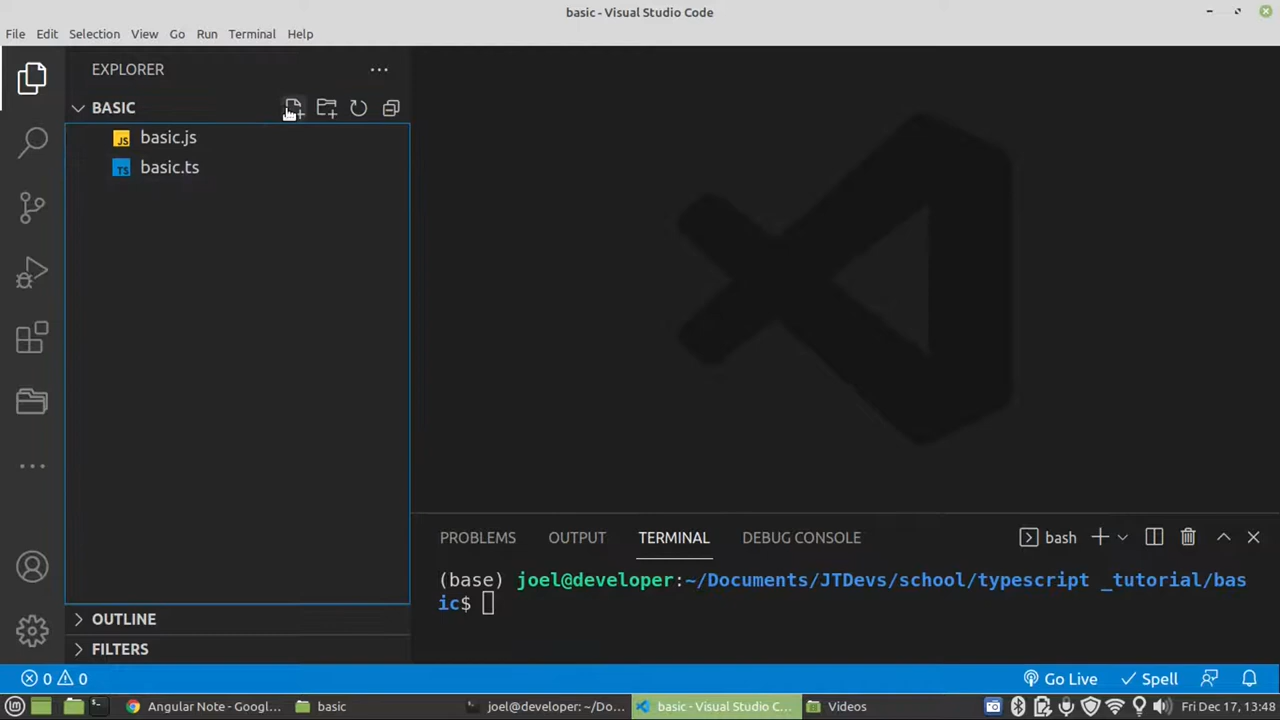 basic - Visual Studio Code
File Edit Selection View Go Run Terminal Help
EXPLORER
BASIC
JS basic.js
TS basic.ts
OUTLINE
FILTERS
PROBLEMS OUTPUT TERMINAL DEBUG CONSOLE bash
(base) joel@developer:~/Documents/JTDevs/school/typescript _tutorial/bas
ic$
0 0 Go Live Spell
Angular Note - Googl... basic joel@developer: ~/Do... basic - Visual Studio C... Videos Fri Dec 17, 13:48